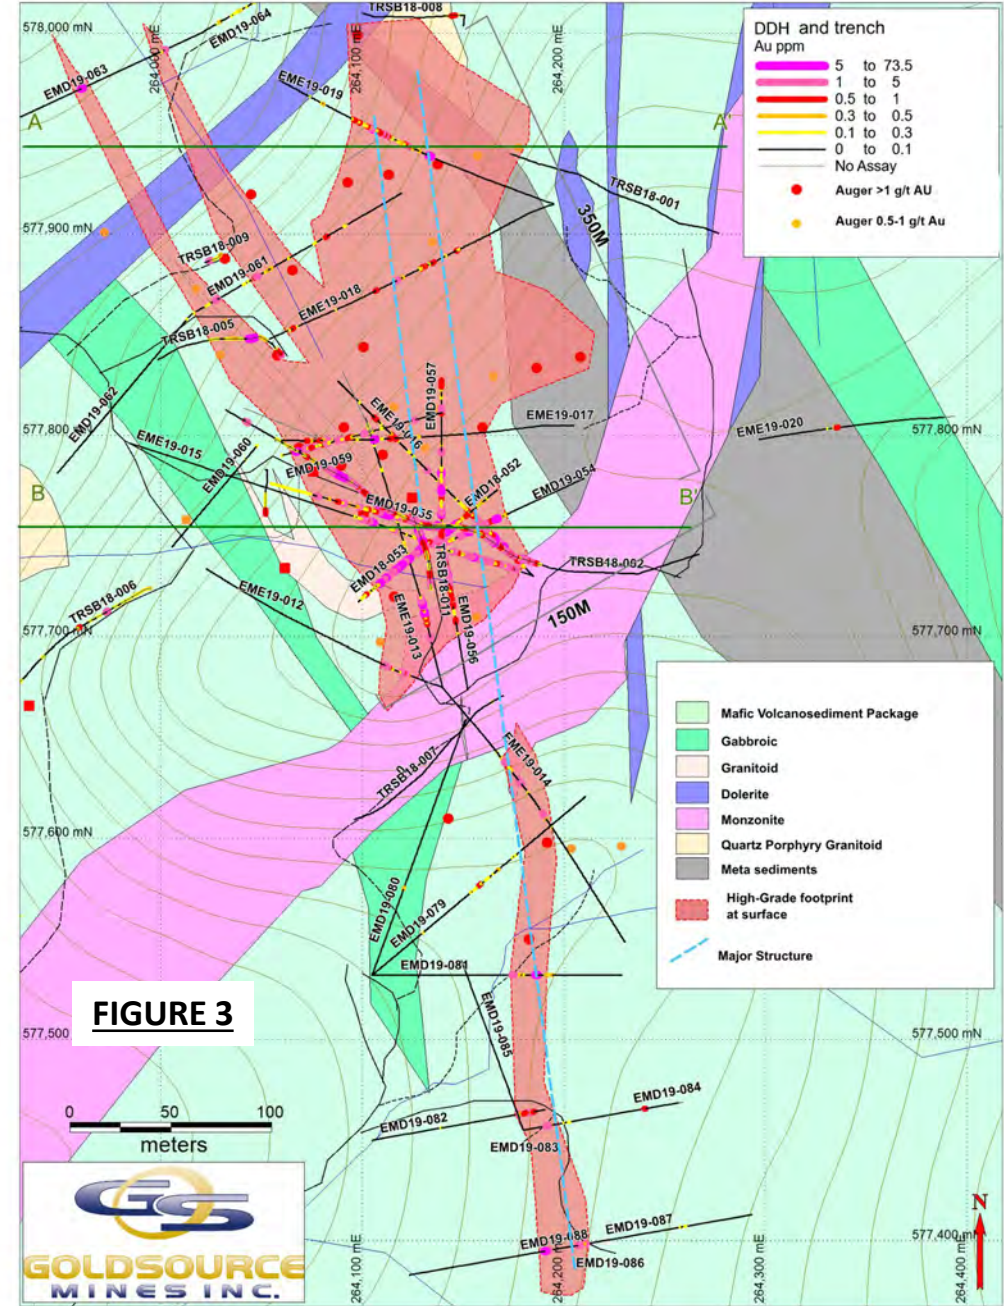 TRSB18-008
578,000 mN
EMD19-064
264,000 mE
264,100 mE
264,200 mE
EMD19-063
EME19-019
A
A'
DDH and trench
Au ppm
5 to 73.5
1 to 5
0.5 to 1
0.3 to 0.5
0.1 to 0.3
0 to 0.1
No Assay
Auger >1 g/t AU
Auger 0.5-1 g/t Au
TRSB18-001
350M
577,900 mN
577,900 mN
TRSB18-009
EMD19-061
EME19-018
TRSB18-005
EMD19-062
EMD19-057
EME19-016
EME19-017
EME19-020
577,800 mN
577,800 mN
EME19-015
EMD19-060
EMD19-059
EMD18-052
EMD19-054
B
B'
EMD19-055
EMD18-053
TRSB18-011
TRSB18-002
TRSB18-006
EME19-012
EME19-013
EMD19-056
150M
577,700 mN
577,700 mN
Mafic Volcanosediment Package
Gabbroic
Granitoid
Dolerite
Monzonite
Quartz Porphyry Granitoid
Meta sediments
High-Grade footprint
at surface
Major Structure
TRSB18-007
EME19-014
577,600 mN
EMD19-080
EMD19-079
EMD19-081
EMD19-085
FIGURE 3
577,500 mN
577,500 mN
0 50 100
meters
EMD19-082
EMD19-083
EMD19-084
EMD19-087
EMD19-088
EMD19-086
577,400 mN
264,100 mE
264,200 mE
264,300 mE
264,400 mE
N
GS
GOLDSOURCE
MINES INC.